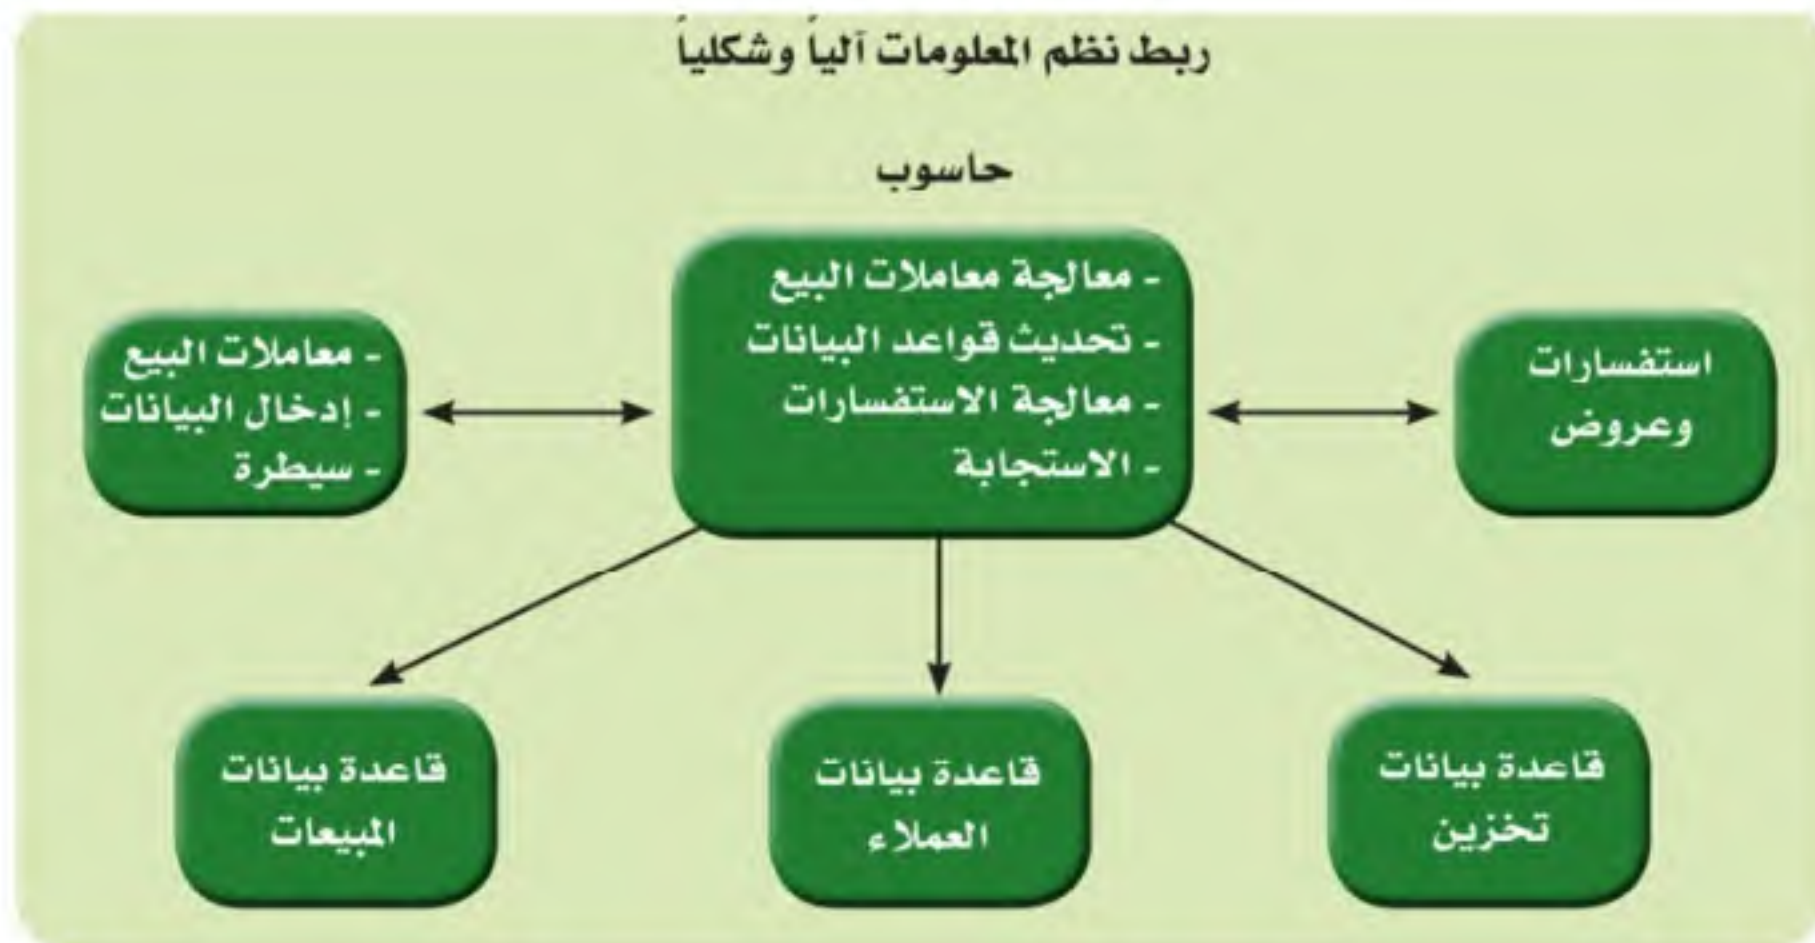 ربط نظم المعلومات آلياً وشكلياً
حاسوب
- معالجة معاملات البيع
- تحديث قواعد البيانات
- معالجة الاستفسارات
- الاستجابة
استفسارات
وعروض
- معاملات البيع
- إدخال البيانات
- سيطرة
قاعدة بيانات
تخزين
قاعدة بيانات
العملاء
قاعدة بيانات
المبيعات